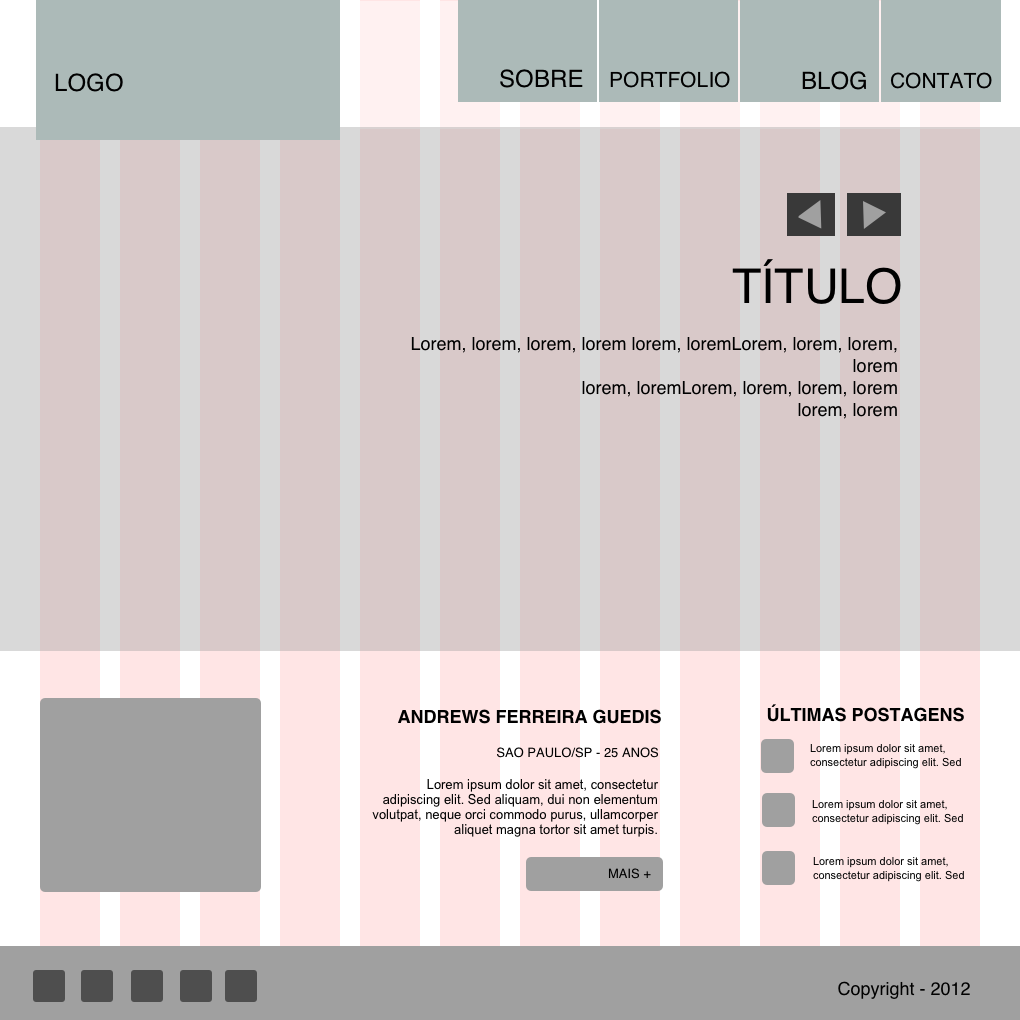 LOGO
SOBRE
PORTFOLIO
BLOG
CONTATO
TÍTULO
Lorem, lorem, lorem, lorem lorem, loremLorem, lorem, lorem,
lorem
lorem, loremLorem, lorem, lorem, lorem
lorem, lorem
ANDREWS FERREIRA GUEDIS
SAO PAULO/SP - 25 ANOS
Lorem ipsum dolor sit amet, consectetur
adipiscing elit. Sed aliquam, dui non elementum
volutpat, neque orci commodo purus, ullamcorper
aliquet magna tortor sit amet turpis.
MAIS +
ÚLTIMAS POSTAGENS
Lorem ipsum dolor sit amet,
consectetur adipiscing elit. Sed
Lorem ipsum dolor sit amet,
consectetur adipiscing elit. Sed
Lorem ipsum dolor sit amet,
consectetur adipiscing elit. Sed
Copyright - 2012